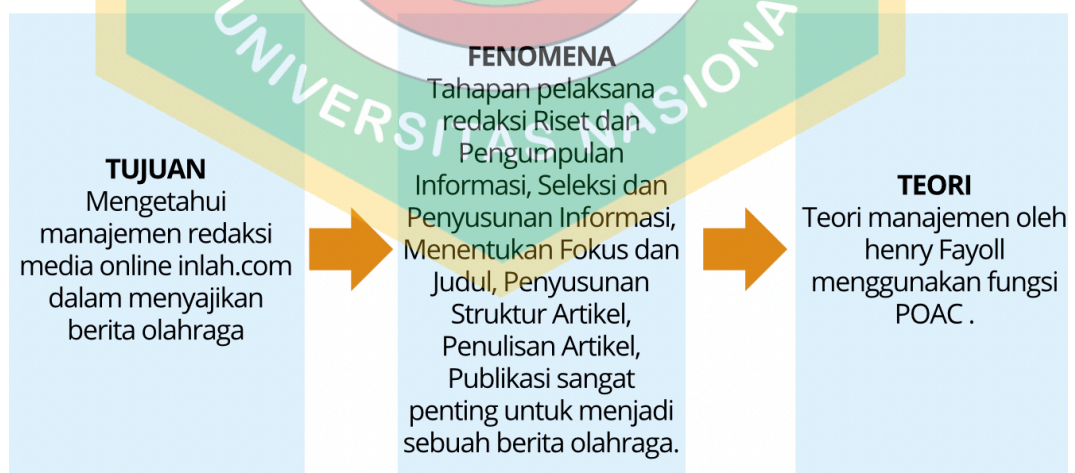 UNIVERSITAS NASIONA
TUJUAN
Mengetahui
manajemen redaksi
media online inlah.com
dalam menyajikan
berita olahraga
FENOMENA
Tahapan pelaksana
redaksi Riset dan
Pengumpulan
Informasi, Seleksi dan
Penyusunan Informasi,
Menentukan Fokus dan
Judul, Penyusunan
Struktur Artikel,
Penulisan Artikel,
Publikasi sangat
penting untuk menjadi
sebuah berita olahraga.
TEORI
Teori manajemen oleh
henry Fayoll
menggunakan fungsi
POAC .